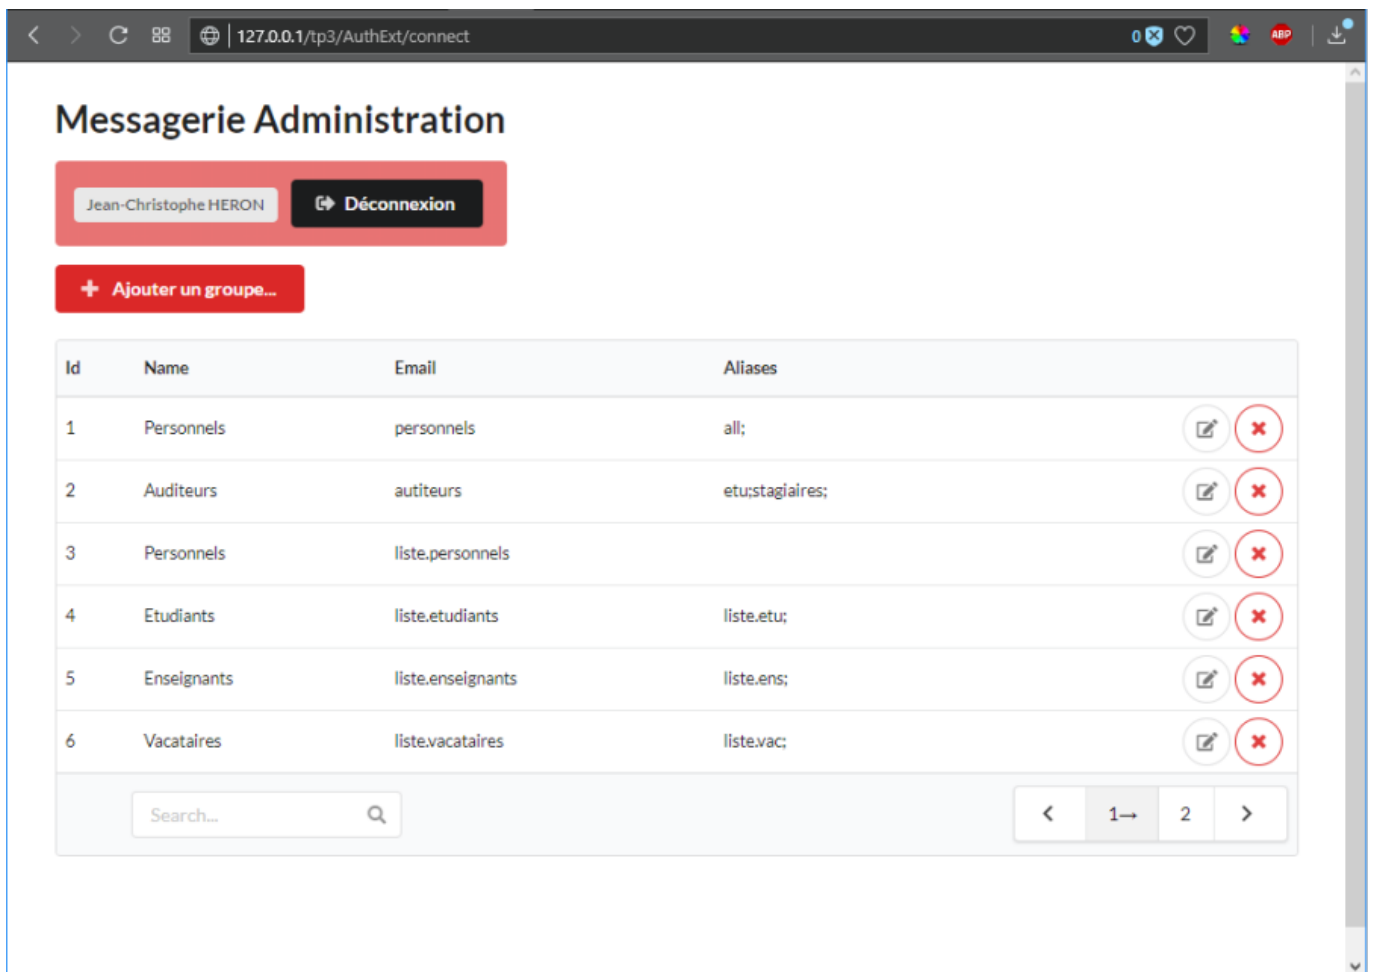 127.0.0.1/tp3/AuthExt/connect 0 ABP
Messagerie Administration
Jean-Christophe HERON Déconnexion
Ajouter un groupe...
Id Name Email Aliases
1 Personnels personnels all;
2 Auditeurs autiteurs etu;stagiaires;
3 Personnels liste.personnels
4 Etudiants liste.etudiants liste.etu;
5 Enseignants liste.enseignants liste.ens;
6 Vacataires liste.vacataires liste.vac;
Search... 1→ 2